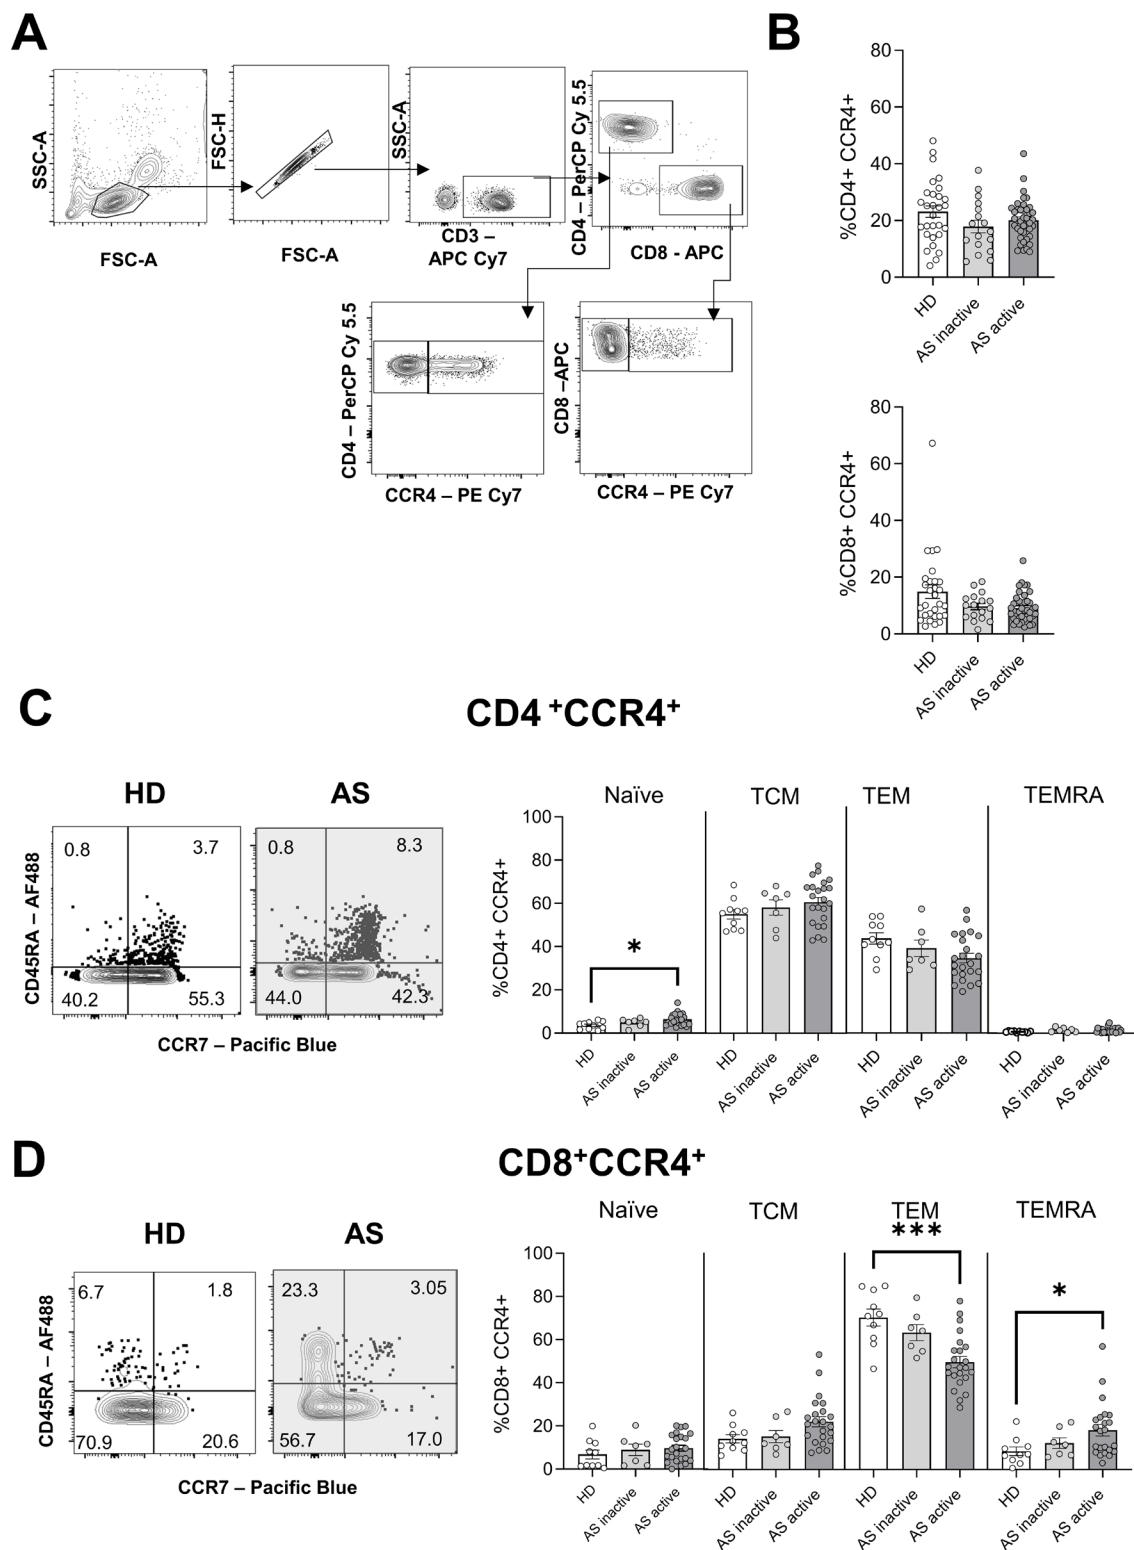 A
SSC-A
FSC-A
FSC-H
FSC-A
SSC-A
CD3 –
APC Cy7
CD4 – PerCP Cy 5.5
CD8 - APC
CD4 – PerCP Cy 5.5
CCR4 – PE Cy7
CD8 –APC
CCR4 – PE Cy7
B
%CD4+ CCR4+
80
60
40
20
0
HD
AS inactive
AS active
%CD8+ CCR4+
80
60
40
20
0
HD
AS inactive
AS active
C
CD4 +CCR4+
HD
AS
CD45RA – AF488
0.8
3.7
40.2
55.3
0.8
8.3
44.0
42.3
CCR7 – Pacific Blue
Naïve
TCM
TEM
TEMRA
%CD4+ CCR4+
100
80
60
40
20
0
*
HD
AS inactive
AS active
HD
AS inactive
AS active
HD
AS inactive
AS active
HD
AS inactive
AS active
D
CD8+CCR4+
HD
AS
CD45RA – AF488
6.7
1.8
70.9
20.6
23.3
3.05
56.7
17.0
CCR7 – Pacific Blue
Naïve
TCM
TEM
TEMRA
%CD8+ CCR4+
100
80
60
40
20
0
***
*
HD
AS inactive
AS active
HD
AS inactive
AS active
HD
AS inactive
AS active
HD
AS inactive
AS active